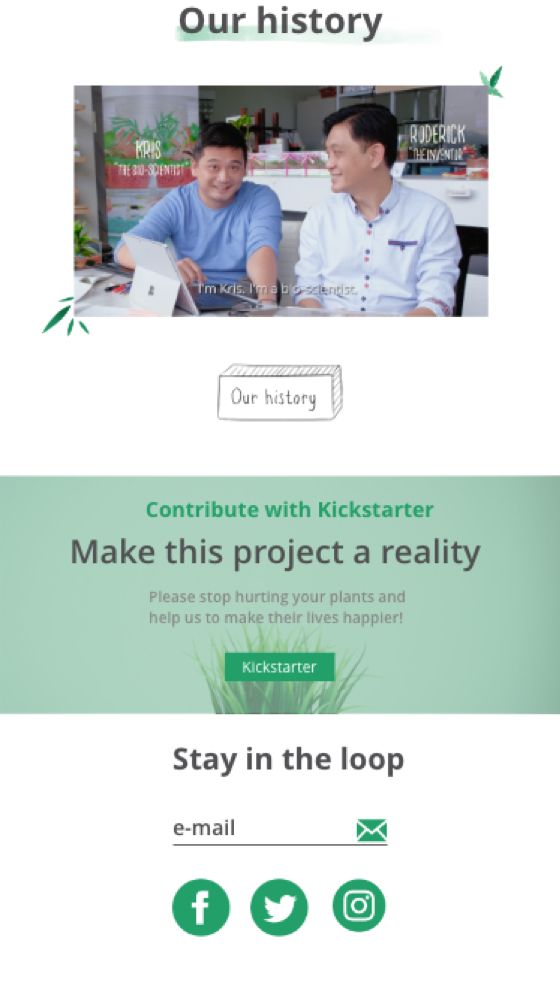 Our history
KRIS
"THE BIO-SCIENTIST"
RODERICK
"THE INVENTOR"
I'm Kris. I'm a bio-scientist.
Our history
Contribute with Kickstarter
Make this project a reality
Please stop hurting your plants and
help us to make their lives happier!
Kickstarter
Stay in the loop
e-mail